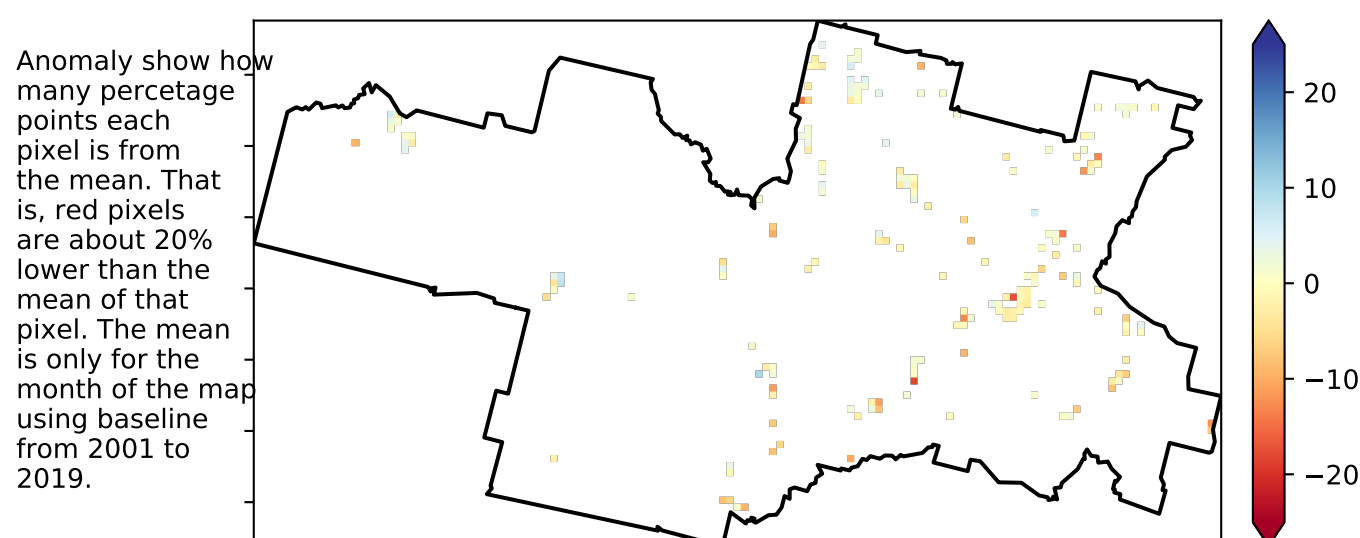 Anomaly show how
many percetage
points each
pixel is from
the mean. That
is, red pixels
are about 20%
lower than the
mean of that
pixel. The mean
is only for the
month of the map
using baseline
from 2001 to
2019.
20
10
0
−10
−20